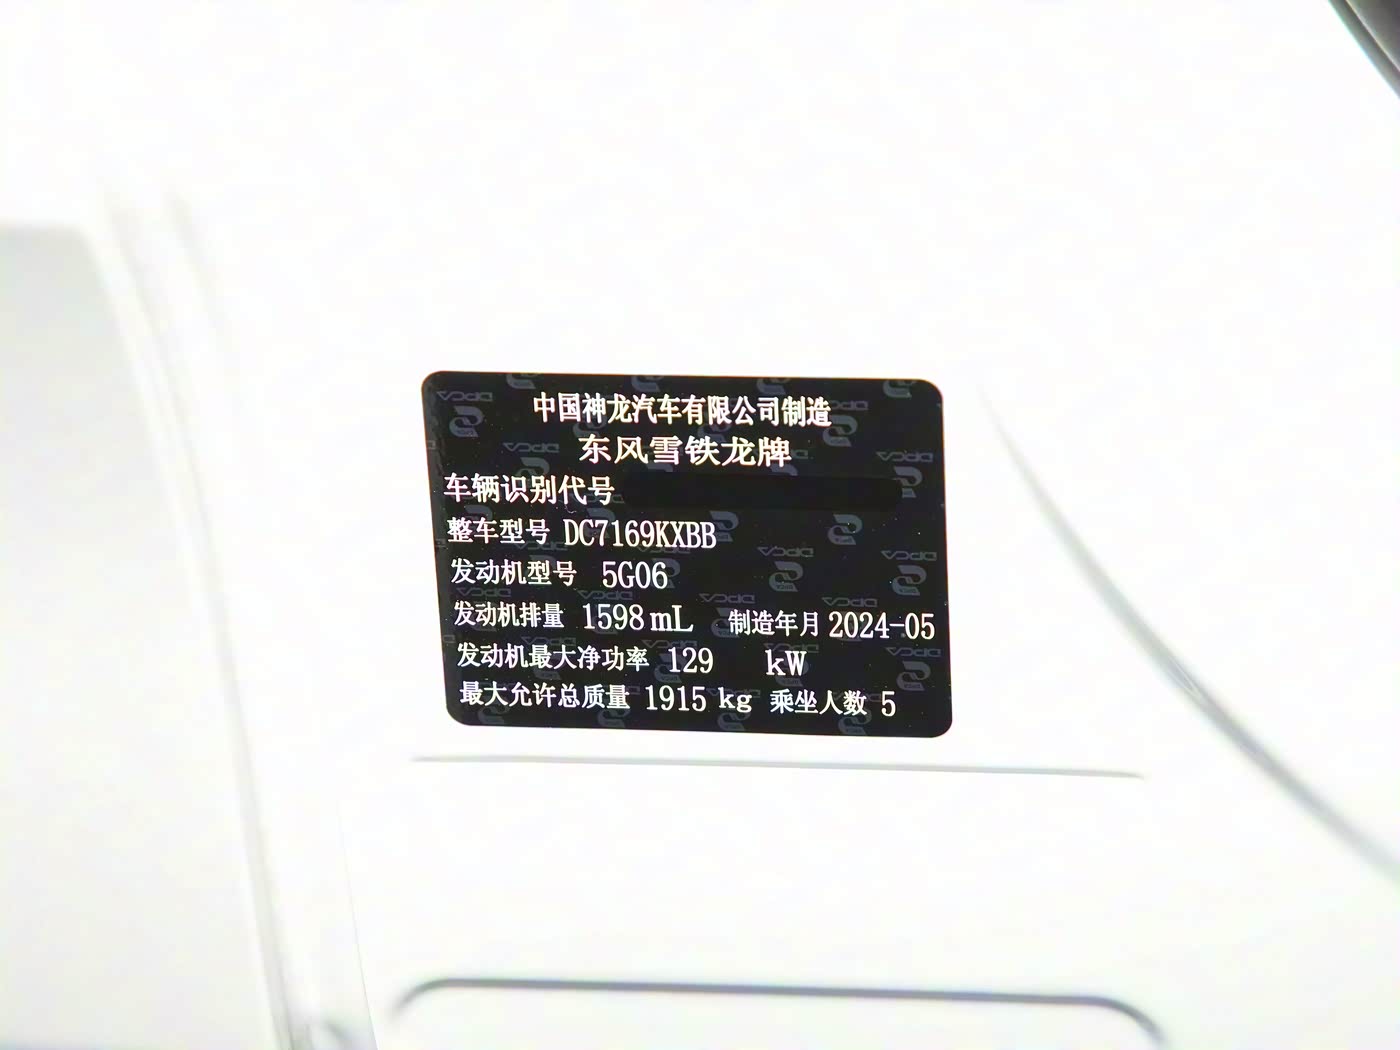 中国神龙汽车有限公司制造
东风雪铁龙牌
车辆识别代号
整车型号 DC7169KXBB
发动机型号 5G06
发动机排量 1598 mL 制造年月 2024-05
发动机最大净功率 129 kW
最大允许总质量 1915 kg 乘坐人数 5